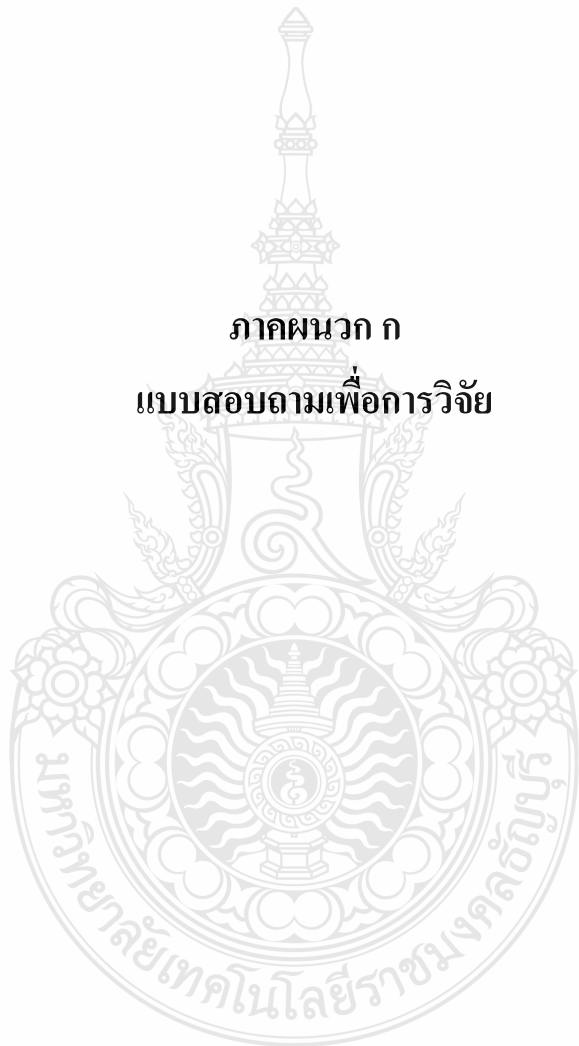 ภาคผนวก ก
แบบสอบถามเพื่อการวิจัย
มหาวิทยาลัยเทคโนโลยีราชมงคลธัญบุรี